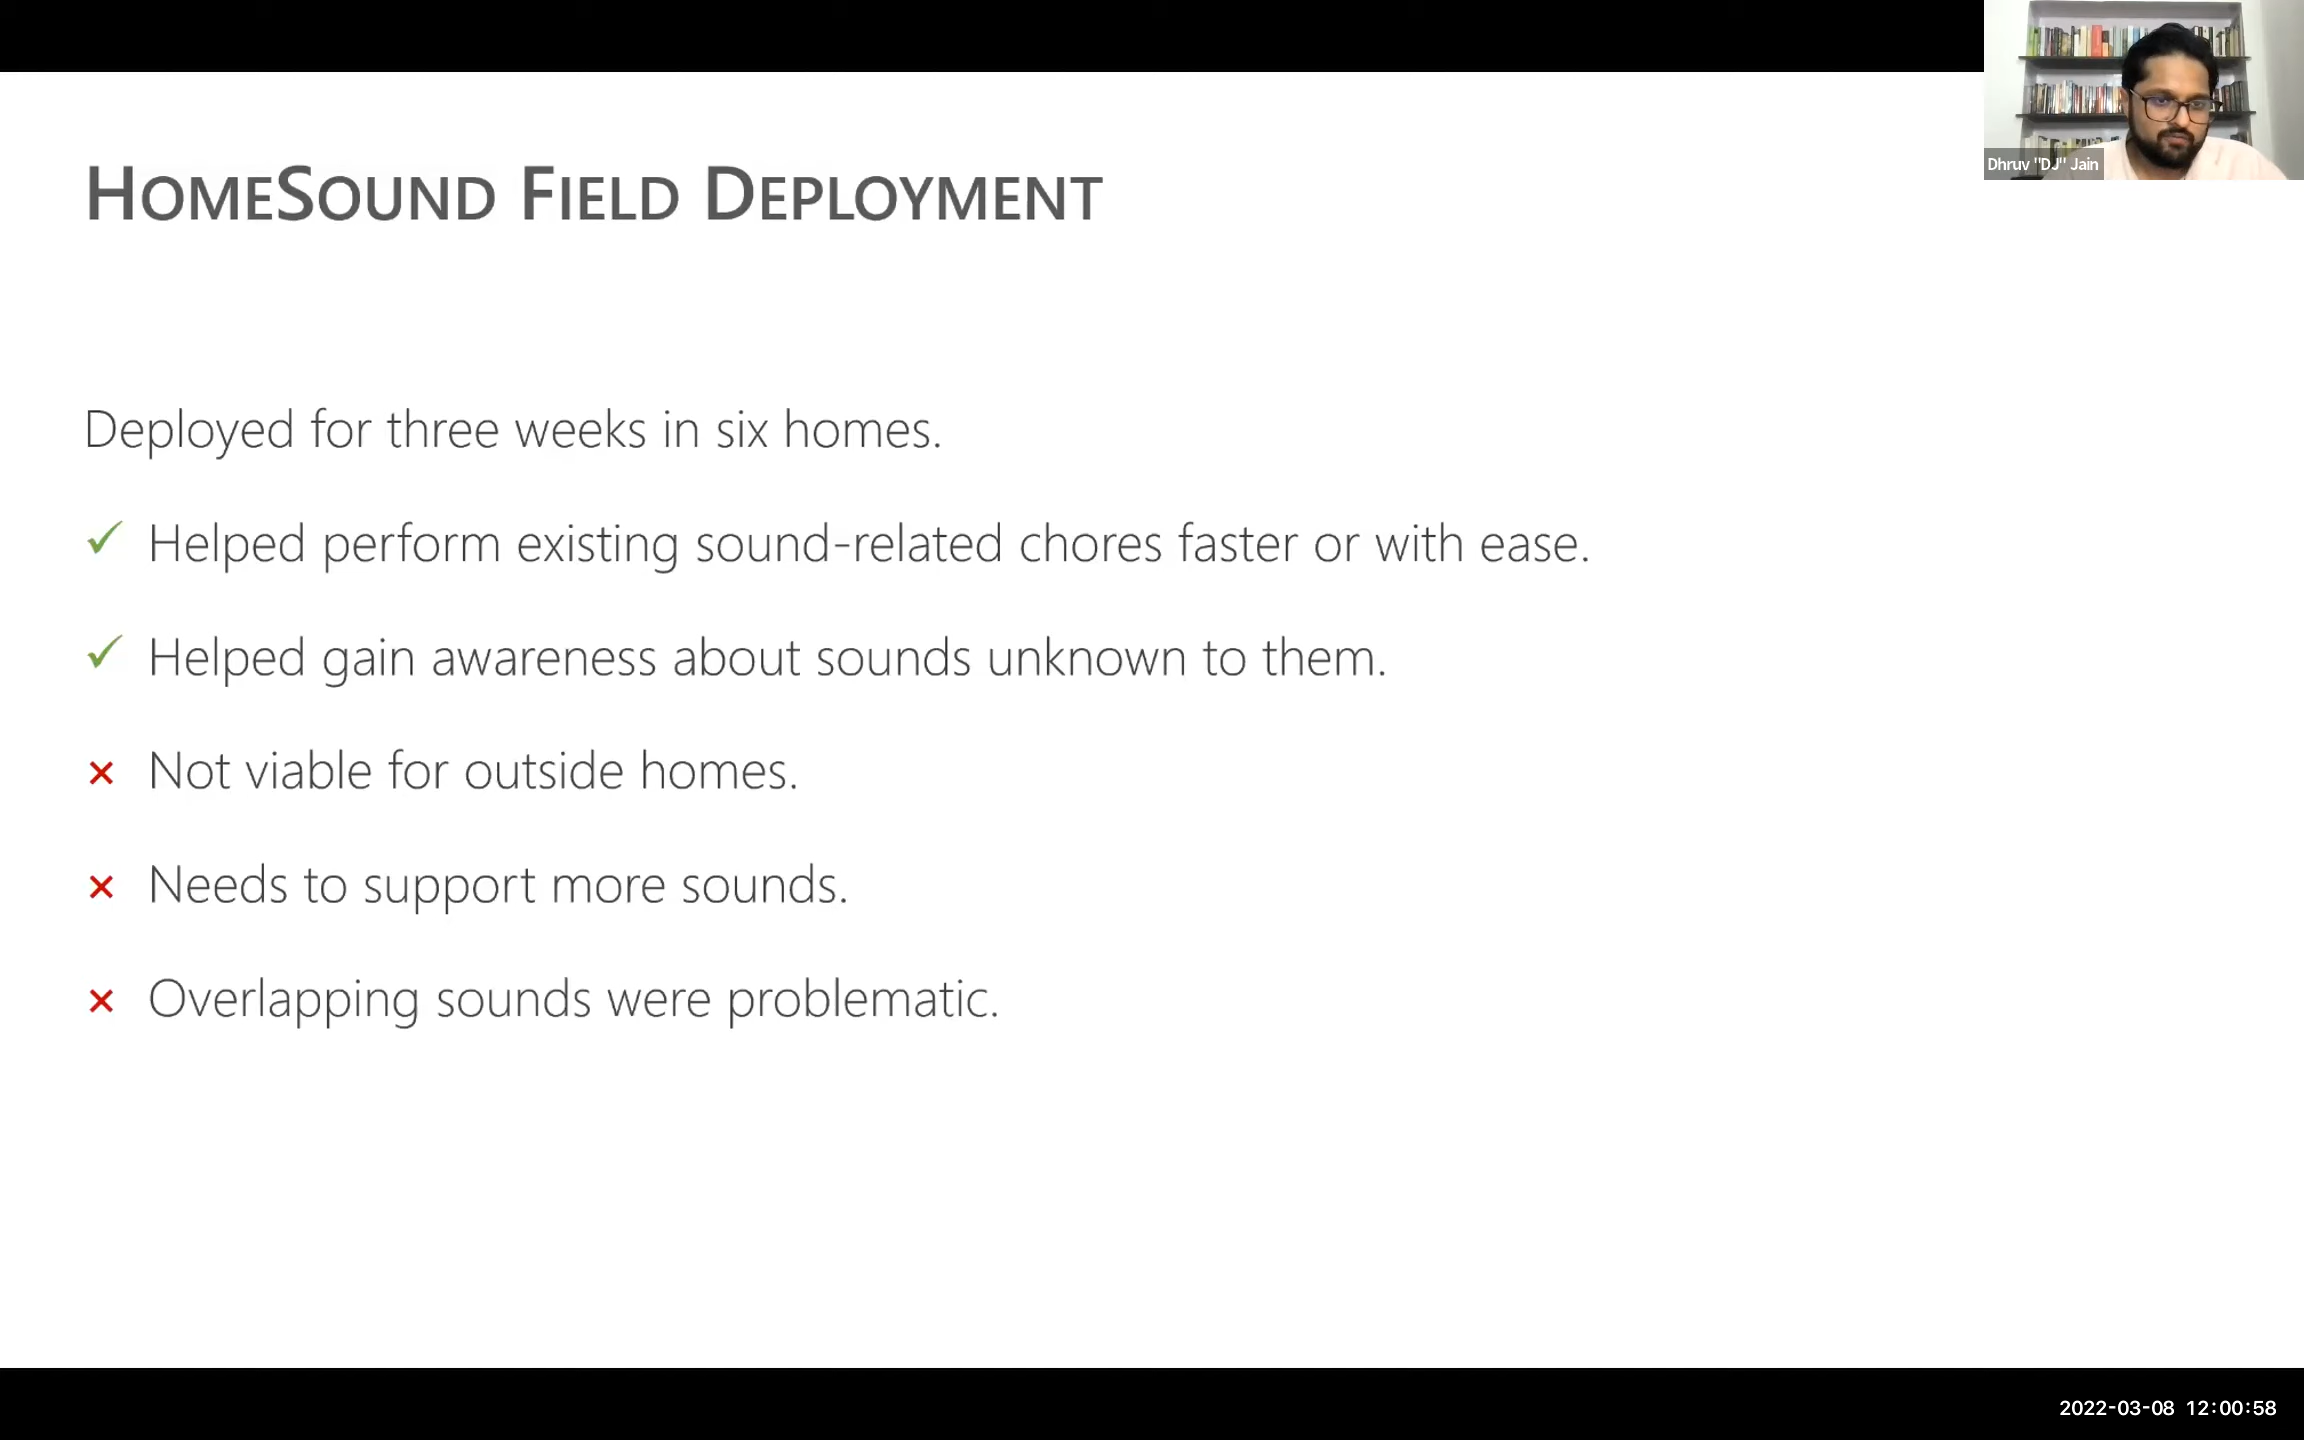 Dhruv "DJ" Jain
HOMESOUND FIELD DEPLOYMENT
Deployed for three weeks in six homes.
✓ Helped perform existing sound-related chores faster or with ease.
✓ Helped gain awareness about sounds unknown to them.
× Not viable for outside homes.
× Needs to support more sounds.
× Overlapping sounds were problematic.
2022-03-08 12:00:58